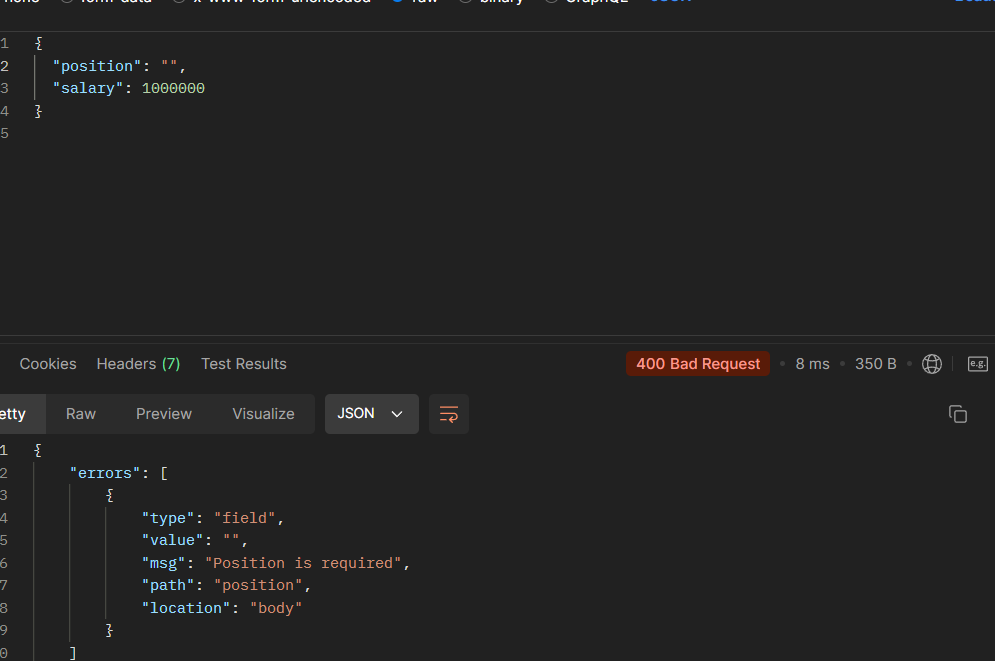 1 {
2 "position": "",
3 "salary": 1000000
4 }
5
Cookies Headers (7) Test Results 400 Bad Request • 8 ms • 350 B • e.g.
etty Raw Preview Visualize JSON
1 {
2 "errors": [
3 {
4 "type": "field",
5 "value": "",
6 "msg": "Position is required",
7 "path": "position",
8 "location": "body"
9 }
0 ]